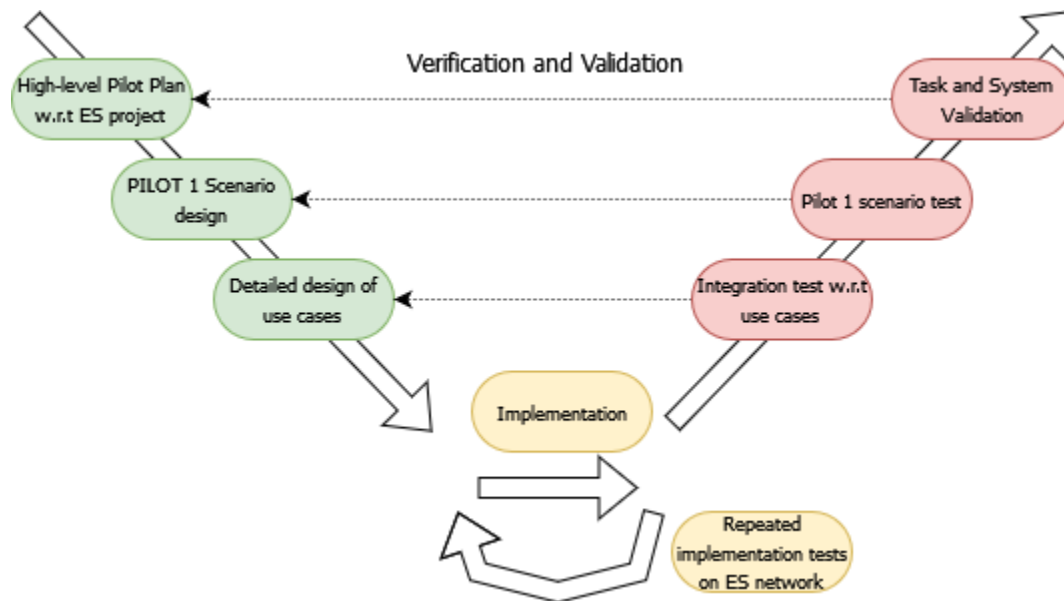 Verification and Validation
High-level Pilot Plan
w.r.t ES project
Task and System
Validation
PILOT 1 Scenario
design
Pilot 1 scenario test
Detailed design of
use cases
Integration test w.r.t
use cases
Implementation
Repeated
implementation tests
on ES network